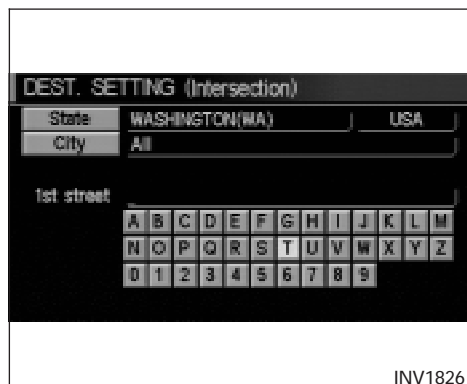 DEST. SETTING (Intersection)
State WASHINGTON(WA) USA
City All
1st street
A B C D E F G H I J K L M
N O P Q R S T U V W X Y Z
0 1 2 3 4 5 6 7 8 9
INV1826